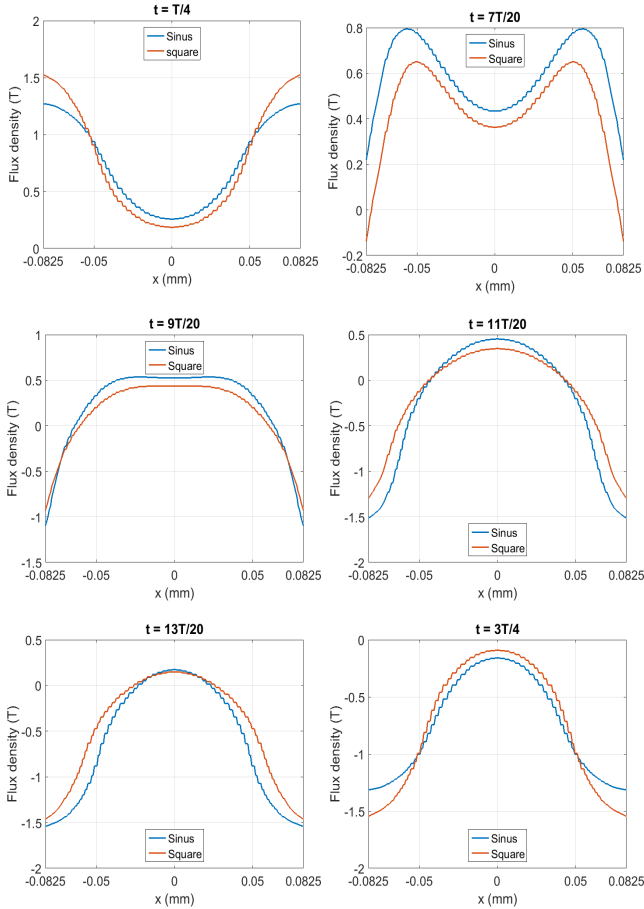 t = T/4
Flux density (T)
2
1.5
1
0.5
0
-0.0825 -0.05 0 0.05 0.0825
x (mm)
Sinus
square
t = 7T/20
Flux density (T)
0.8
0.6
0.4
0.2
0
-0.2
-0.0825 -0.05 0 0.05 0.0825
x (mm)
Sinus
Square
t = 9T/20
Flux density (T)
1
0.5
0
-0.5
-1
-1.5
-0.0825 -0.05 0 0.05 0.0825
x (mm)
Sinus
Square
t = 11T/20
Flux density (T)
0.5
0
-0.5
-1
-1.5
-2
-0.0825 -0.05 0 0.05 0.0825
x (mm)
Sinus
Square
t = 13T/20
Flux density (T)
0.5
0
-0.5
-1
-1.5
-2
-0.0825 -0.05 0 0.05 0.0825
x (mm)
Sinus
Square
t = 3T/4
Flux density (T)
0
-0.5
-1
-1.5
-2
-0.0825 -0.05 0 0.05 0.0825
x (mm)
Sinus
Square